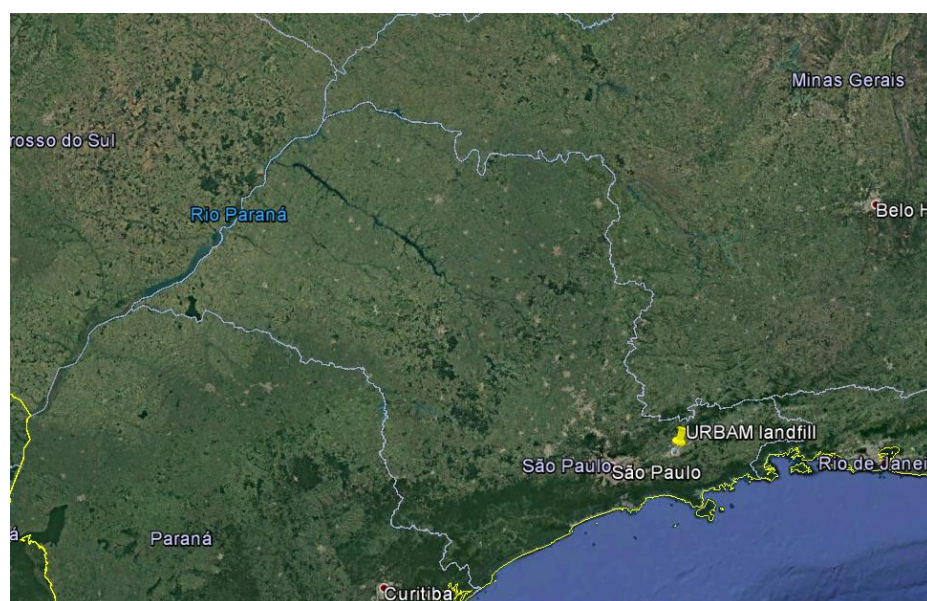 Minas Gerais
rosso do Sul
Rio Paraná
Belo H
URBAM landfill
São Paulo
São Paulo
Rio de Janei
á
Paraná
Curitiba